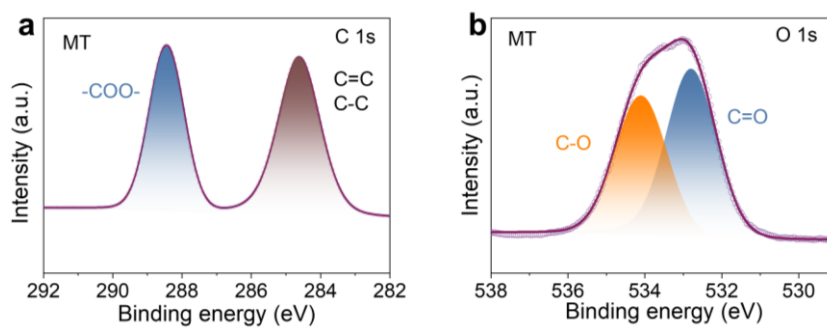 a
MT
C 1s
-COO-
C=C
C-C
Intensity (a.u.)
292 290 288 286 284 282
Binding energy (eV)
b
MT
O 1s
C-O
C=O
Intensity (a.u.)
538 536 534 532 530
Binding energy (eV)